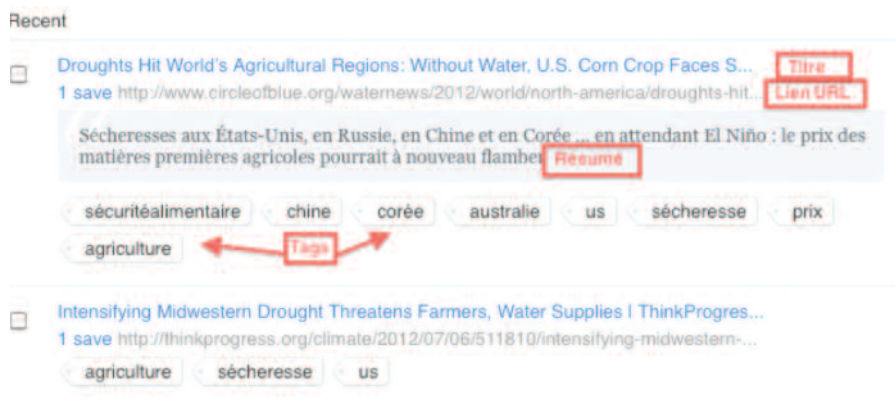 Recent
Droughts Hit World's Agricultural Regions: Without Water, U.S. Corn Crop Faces S... Titre
1 save http://www.circleofblue.org/waternews/2012/world/north-america/droughts-hit... Lien URL
Sécheresses aux États-Unis, en Russie, en Chine et en Corée ... en attendant El Niño : le prix des
matières premières agricoles pourrait à nouveau flamber Résumé
sécuritéalimentaire chine corée australie us sécheresse prix
agriculture Tags
Intensifying Midwestern Drought Threatens Farmers, Water Supplies | ThinkProgres...
1 save http://thinkprogress.org/climate/2012/07/06/511810/intensifying-midwestern-...
agriculture sécheresse us